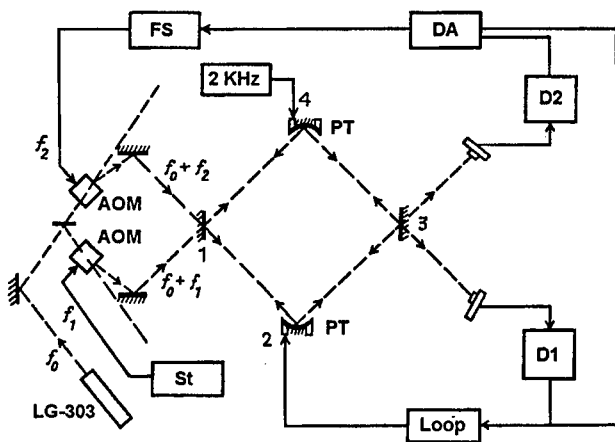 FS
DA
2 KHz
4
PT
D2
f2
AOM
f0 + f2
AOM
1
3
f0 + f1
f1
2
PT
D1
f0
St
LG-303
Loop